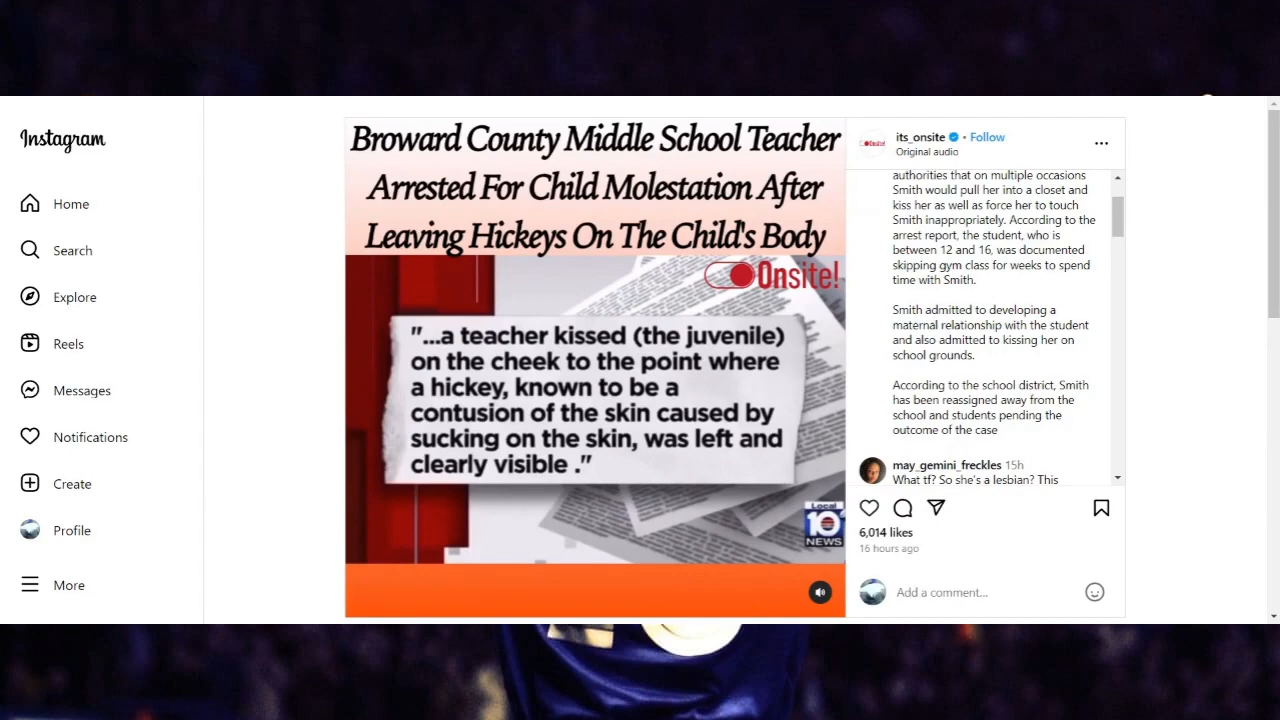 Instagram
Home
Search
Explore
Reels
Messages
Notifications
Create
Profile
More
Broward County Middle School Teacher
Arrested For Child Molestation After
Leaving Hickeys On The Child's Body
Onsite!
"...a teacher kissed (the juvenile)
on the cheek to the point where
a hickey, known to be a
contusion of the skin caused by
sucking on the skin, was left and
clearly visible ."
Local
10
NEWS
Onsite!
its_onsite • Follow
Original audio
authorities that on multiple occasions
Smith would pull her into a closet and
kiss her as well as force her to touch
Smith inappropriately. According to the
arrest report, the student, who is
between 12 and 16, was documented
skipping gym class for weeks to spend
time with Smith.
Smith admitted to developing a
maternal relationship with the student
and also admitted to kissing her on
school grounds.
According to the school district, Smith
has been reassigned away from the
school and students pending the
outcome of the case
may_gemini_freckles 15h
What tf? So she's a lesbian? This
6,014 likes
16 hours ago
Add a comment...